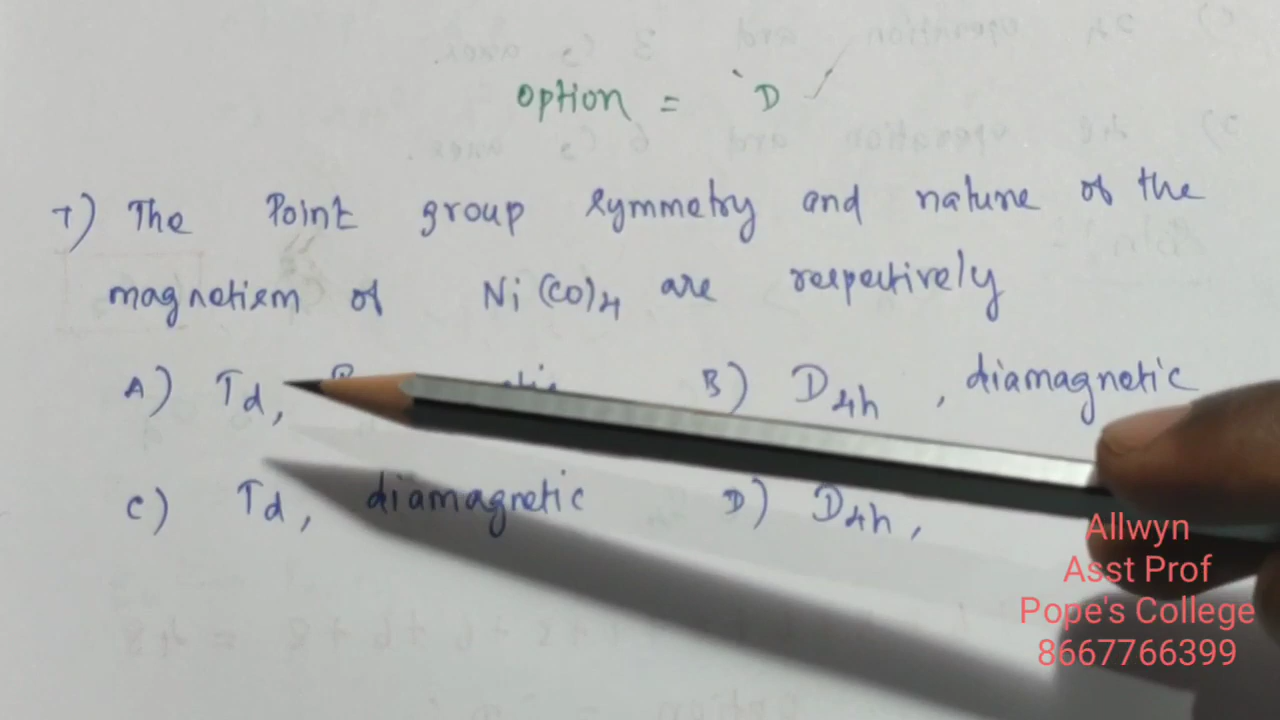 Option = D
7) The Point group symmetry and nature of the
magnetism of Ni(CO)4 are respectively
A) Td,
B) D4h, diamagnetic
C) Td, diamagnetic D) D4h,
Allwyn
Asst Prof
Pope's College
8667766399